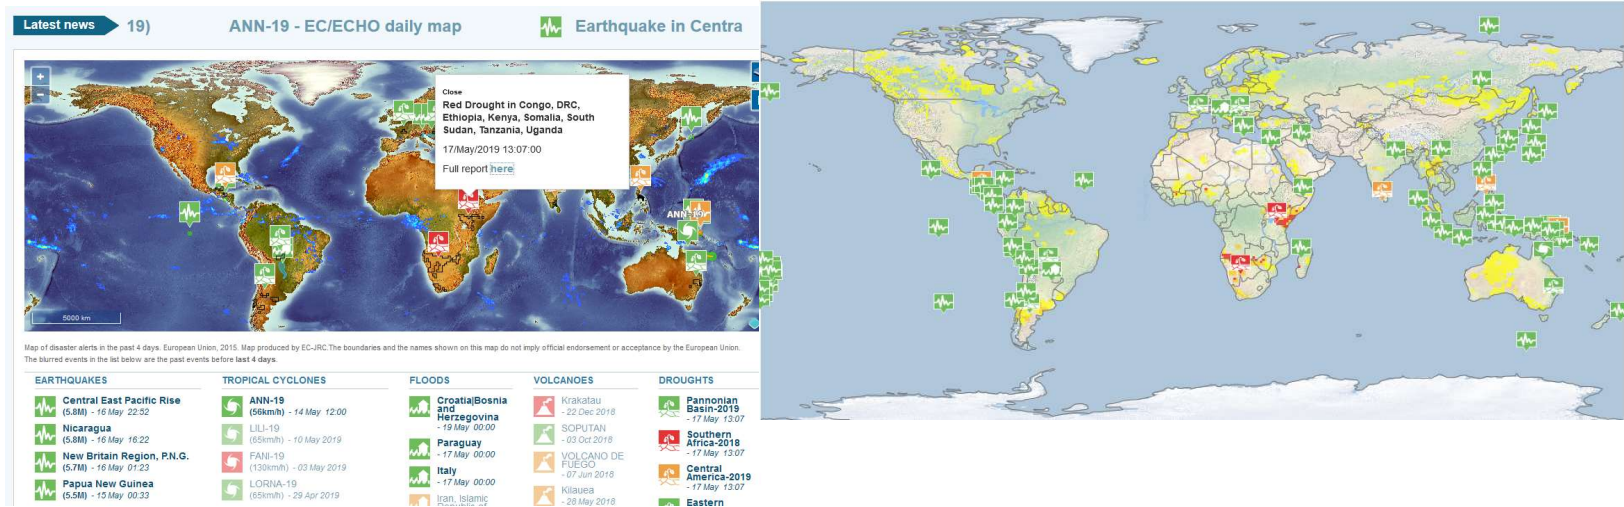 Latest news
19)
ANN-19 - EC/ECHO daily map
Earthquake in Centra
+
−
Close
Red Drought in Congo, DRC,
Ethiopia, Kenya, Somalia, South
Sudan, Tanzania, Uganda
17/May/2019 13:07:00
Full report here
ANN-19
5000 km
Map of disaster alerts in the past 4 days. European Union, 2015. Map produced by EC-JRC.The boundaries and the names shown on this map do not imply official endorsement or acceptance by the European Union.
The blurred events in the list below are the past events before last 4 days.
EARTHQUAKES
Central East Pacific Rise
(5.8M) - 16 May 22:52
Nicaragua
(5.8M) - 16 May 16:22
New Britain Region, P.N.G.
(5.7M) - 16 May 01:23
Papua New Guinea
(5.5M) - 15 May 00:33
TROPICAL CYCLONES
ANN-19
(56km/h) - 14 May 12:00
LILI-19
(65km/h) - 10 May 2019
FANI-19
(130km/h) - 03 May 2019
LORNA-19
(65km/h) - 29 Apr 2019
FLOODS
Croatia|Bosnia
and
Herzegovina
- 19 May 00:00
Paraguay
- 17 May 00:00
Italy
- 17 May 00:00
Iran, Islamic
Republic of
VOLCANOES
Krakatau
- 22 Dec 2018
SOPUTAN
- 03 Oct 2018
VOLCANO DE
FUEGO
- 07 Jun 2018
Kilauea
- 28 May 2018
DROUGHTS
Pannonian
Basin-2019
- 17 May 13:07
Southern
Africa-2018
- 17 May 13:07
Central
America-2019
- 17 May 13:07
Eastern